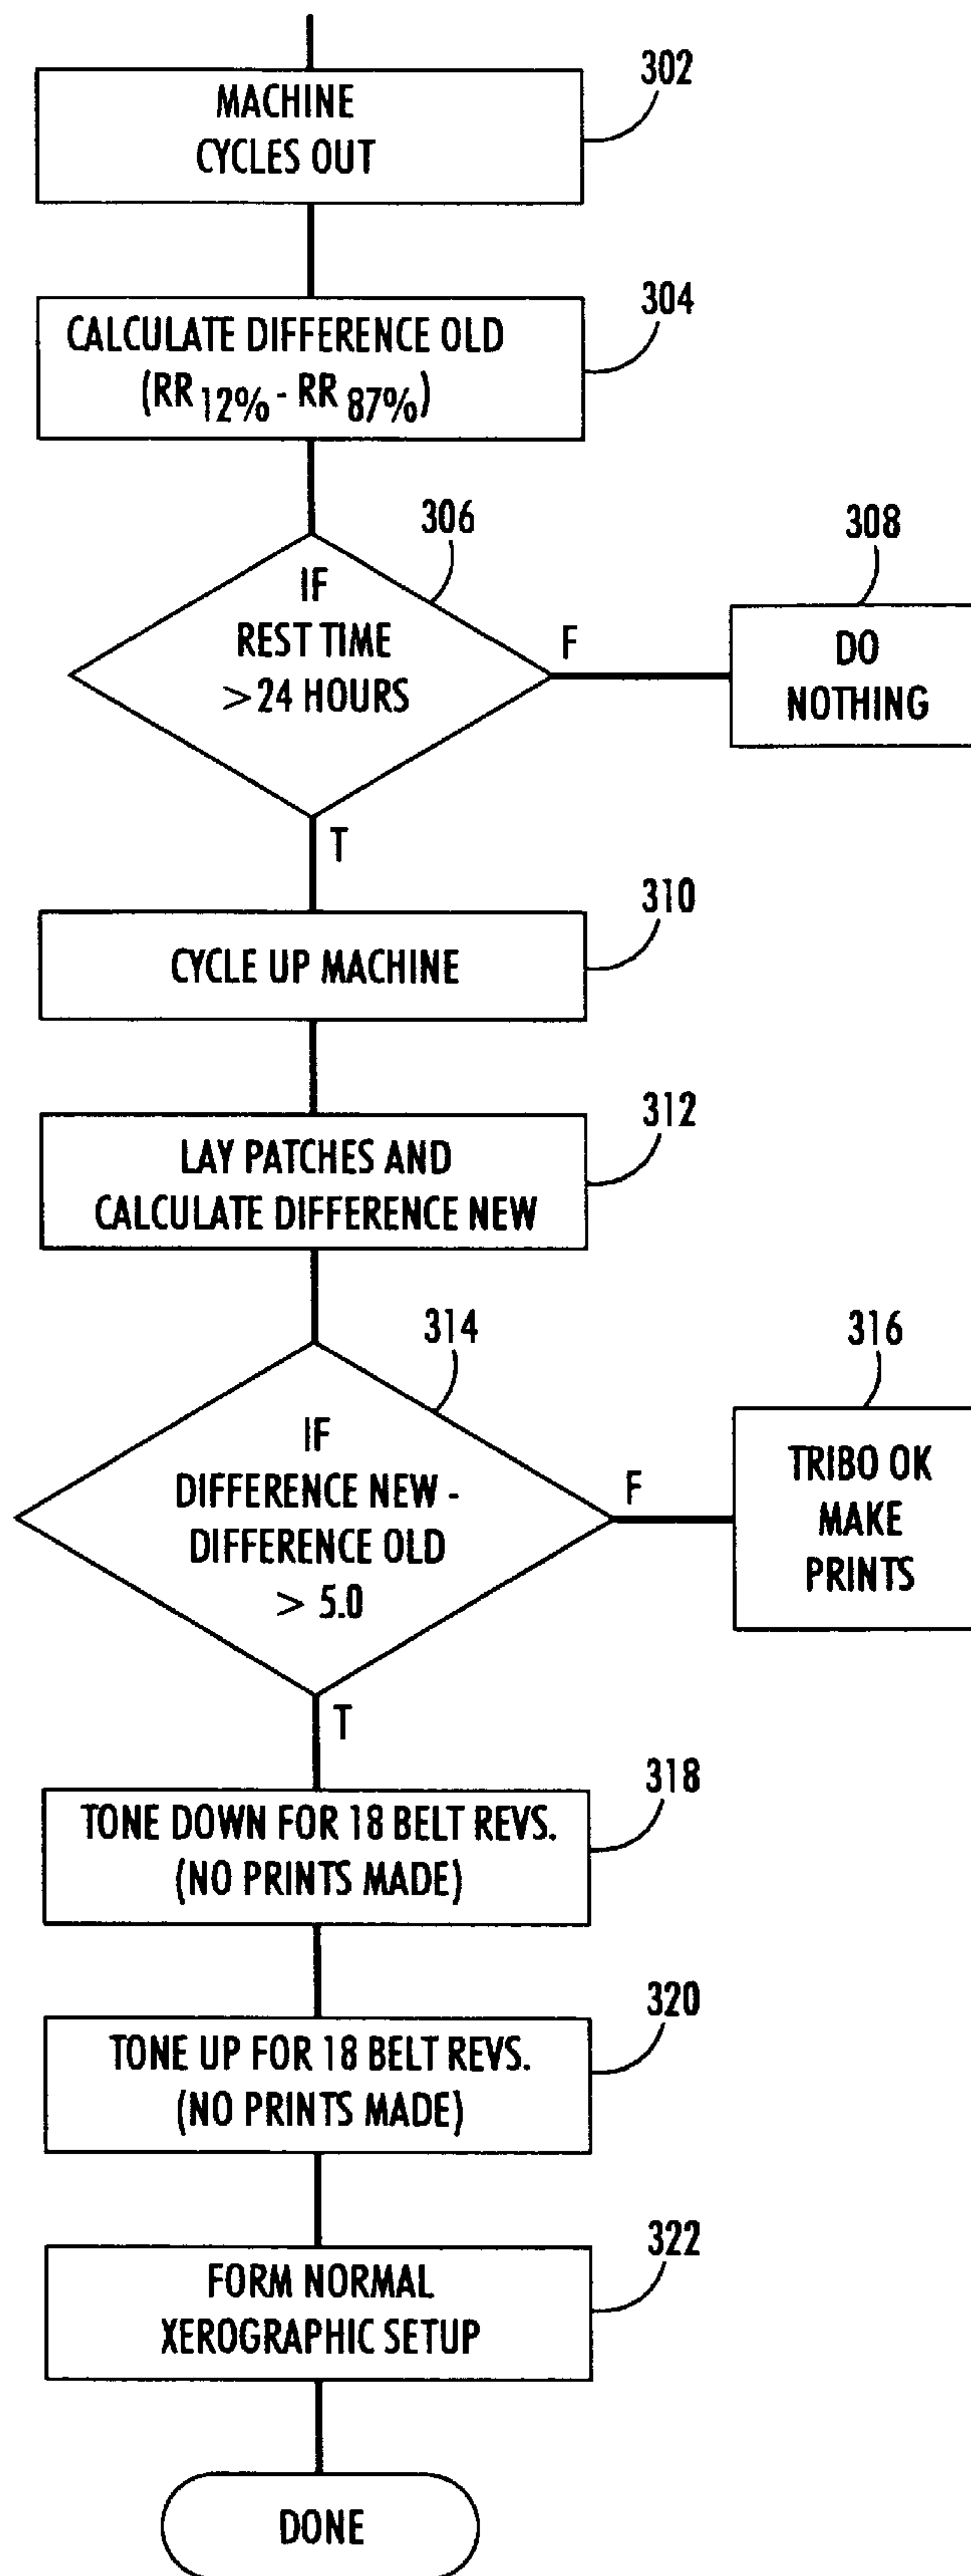 302
MACHINE
CYCLES OUT
304
CALCULATE DIFFERENCE OLD
(RR 12% - RR 87%)
306
308
IF
REST TIME
>24 HOURS
F
DO
NOTHING
T
310
CYCLE UP MACHINE
312
LAY PATCHES AND
CALCULATE DIFFERENCE NEW
314
316
IF
DIFFERENCE NEW -
DIFFERENCE OLD
> 5.0
F
TRIBO OK
MAKE
PRINTS
T
318
TONE DOWN FOR 18 BELT REVS.
(NO PRINTS MADE)
320
TONE UP FOR 18 BELT REVS.
(NO PRINTS MADE)
322
FORM NORMAL
XEROGRAPHIC SETUP
DONE